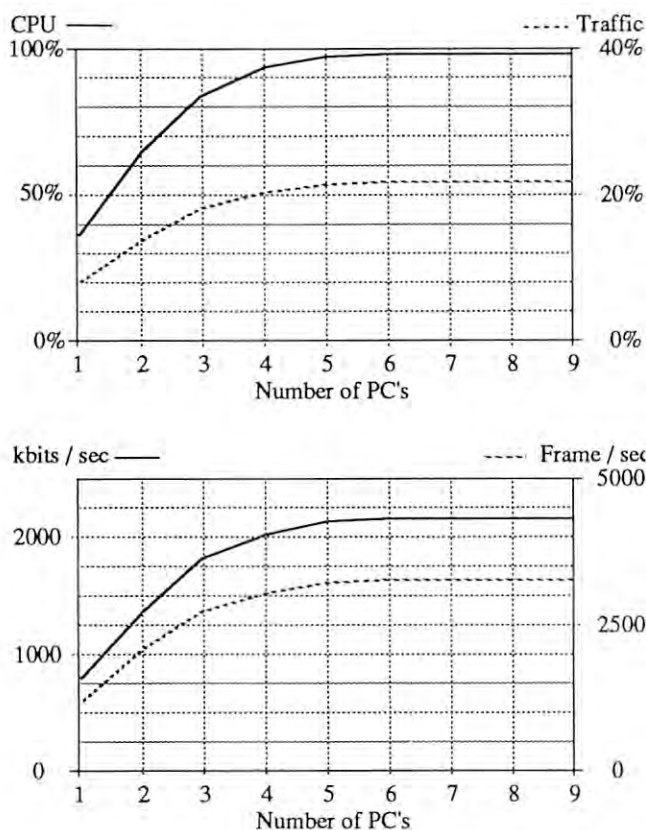 CPU Traffic
100% 40%
50% 20%
0% 0%
1 2 3 4 5 6 7 8 9
Number of PC's
kbits / sec Frame / sec
5000
2000
2500
1000
0 0
1 2 3 4 5 6 7 8 9
Number of PC's